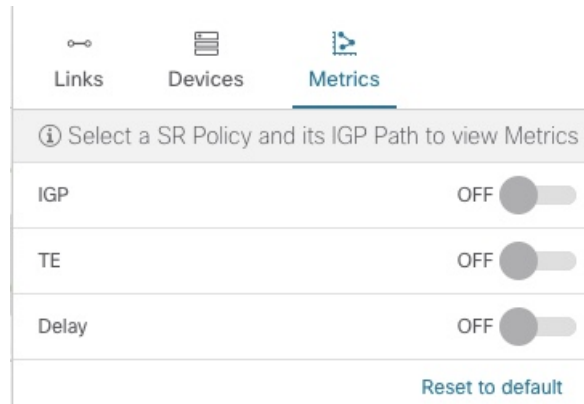 Links Devices Metrics
Select a SR Policy and its IGP Path to view Metrics
IGP OFF
TE OFF
Delay OFF
Reset to default